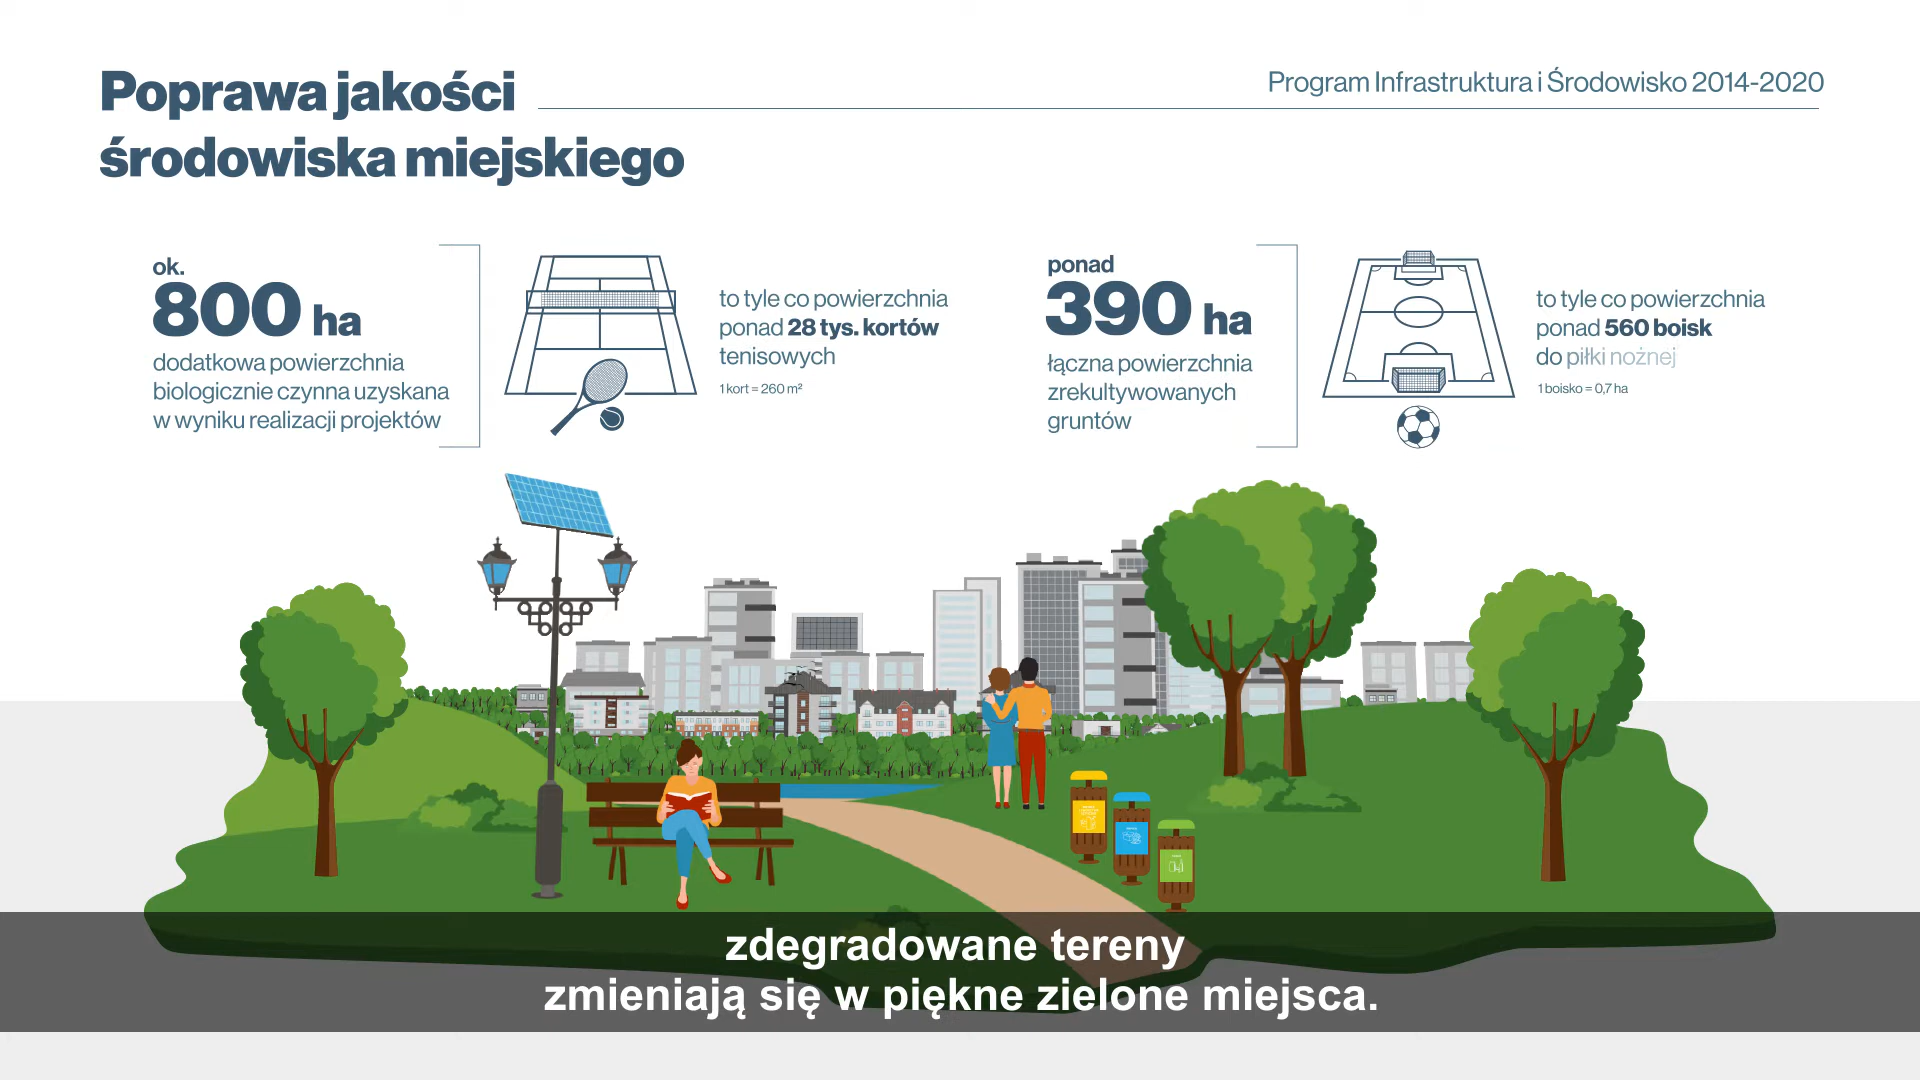 Poprawa jakości
środowiska miejskiego
Program Infrastruktura i Środowisko 2014-2020
ok.
800 ha
dodatkowa powierzchnia
biologicznie czynna uzyskana
w wyniku realizacji projektów
to tyle co powierzchnia
ponad 28 tys. kortów
tenisowych
1 kort = 260 m²
ponad
390 ha
łączna powierzchnia
zrekultywowanych
gruntów
to tyle co powierzchnia
ponad 560 boisk
do piłki nożnej
1 boisko = 0,7 ha
zdegradowane tereny
zmieniają się w piękne zielone miejsca.